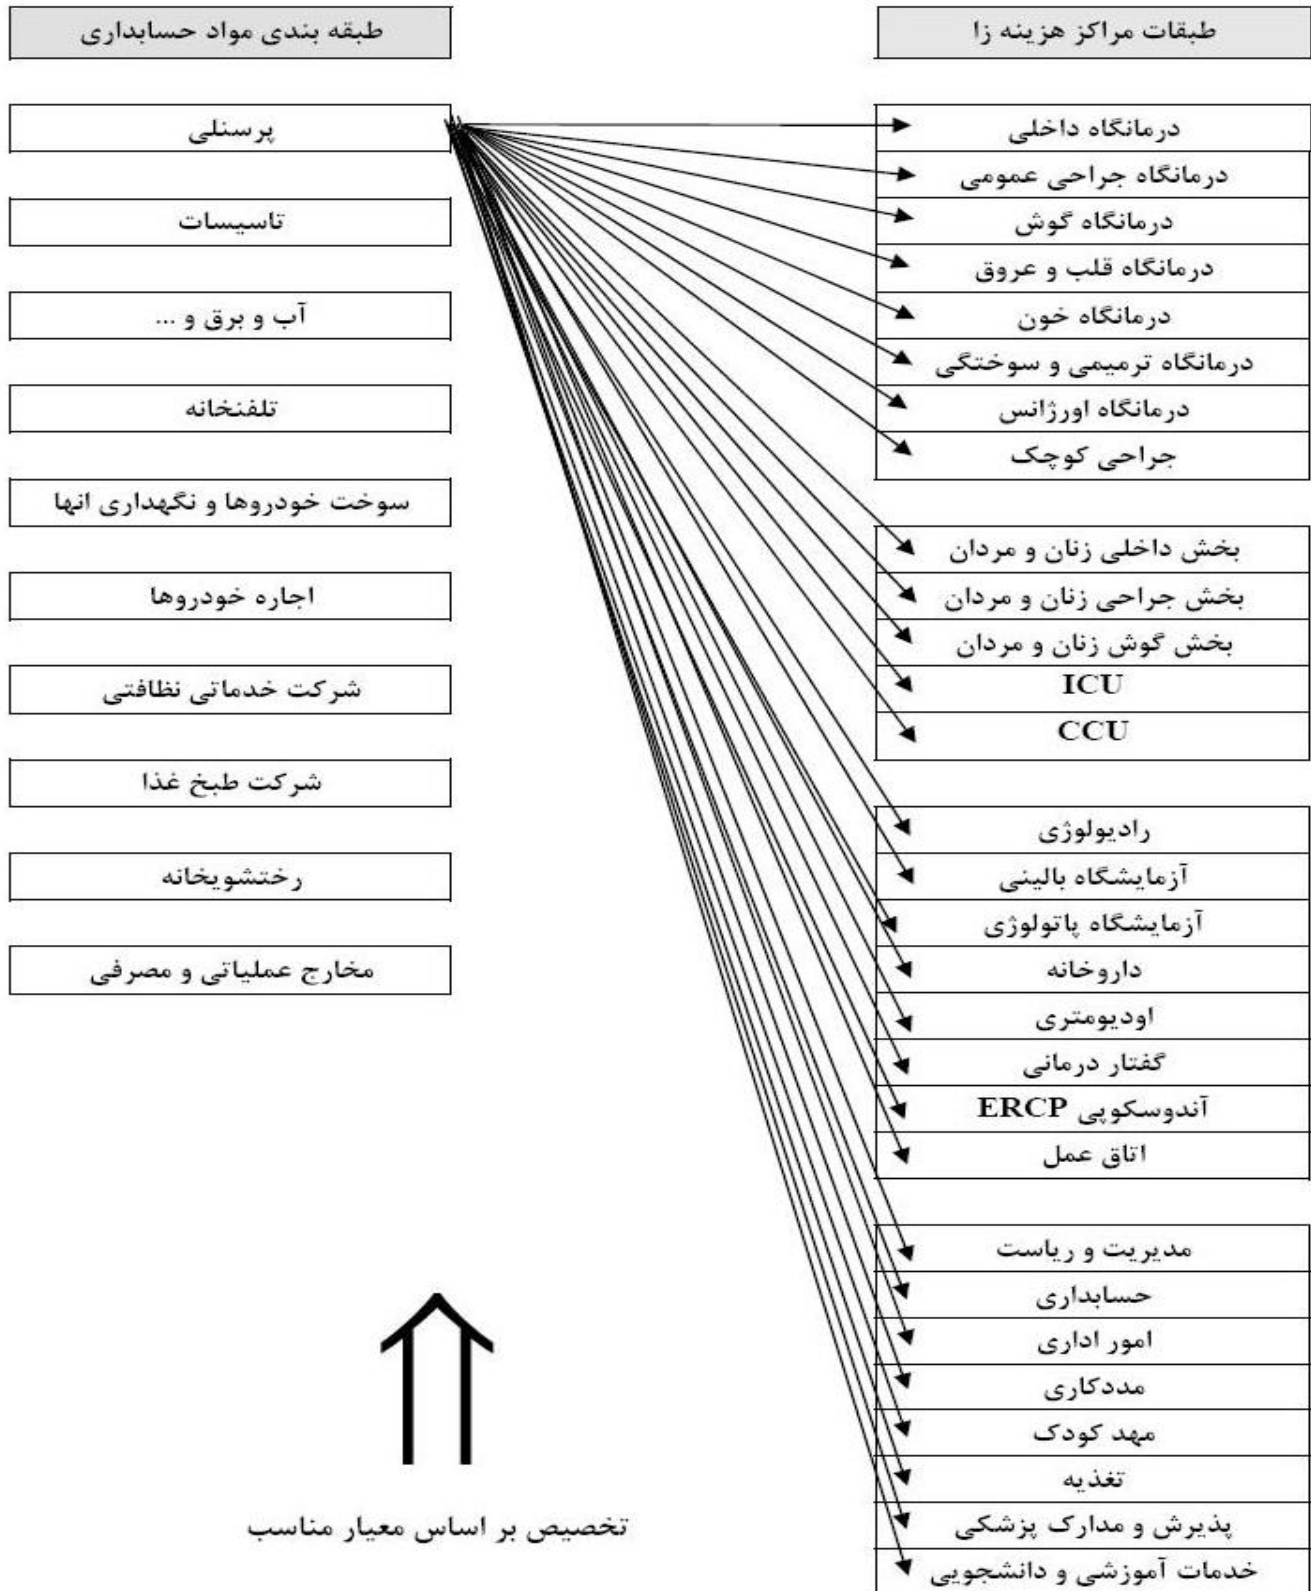 طبقات مراکز هزینه زا
درمانگاه داخلی
درمانگاه جراحی عمومی
درمانگاه گوش
درمانگاه قلب و عروق
درمانگاه خون
درمانگاه ترمیمی و سوختگی
درمانگاه اورژانس
جراحی کوچک
بخش داخلی زنان و مردان
بخش جراحی زنان و مردان
بخش گوش زنان و مردان
ICU
CCU
رادیولوژی
آزمایشگاه بالینی
آزمایشگاه پاتولوژی
داروخانه
اودیومتری
گفتار درمانی
آندوسکوپی ERCP
اتاق عمل
مدیریت و ریاست
حسابداری
امور اداری
مددکاری
مهد کودک
تغذیه
پذیرش و مدارک پزشکی
خدمات آموزشی و دانشجویی
طبقه بندی مواد حسابداری
پرسنلی
تاسیسات
آب و برق و ...
تلفنخانه
سوخت خودروها و نگهداری انها
اجاره خودروها
شرکت خدماتی نظافتی
شرکت طبخ غذا
رختشویخانه
مخارج عملیاتی و مصرفی
تخصیص بر اساس معیار مناسب